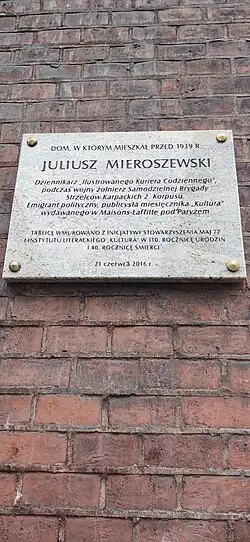 DOM, W KTÓRYM MIESZKAŁ PRZED 1939 R.
JULIUSZ MIEROSZEWSKI
Dziennikarz „Ilustrowanego Kuriera Codziennego",
podczas wojny żołnierz Samodzielnej Brygady
Strzelców Karpackich 2. Korpusu.
Emigrant polityczny, publicysta miesięcznika „Kultura"
wydawanego w Maisons-Laffitte pod Paryżem
TABLICĘ WMUROWANO Z INICJATYWY STOWARZYSZENIA MAJ 77
I INSTYTUTU LITERACKIEGO „KULTURA" W 110. ROCZNICĘ URODZIN
I 40. ROCZNICĘ ŚMIERCI
21 czerwca 2016 r.